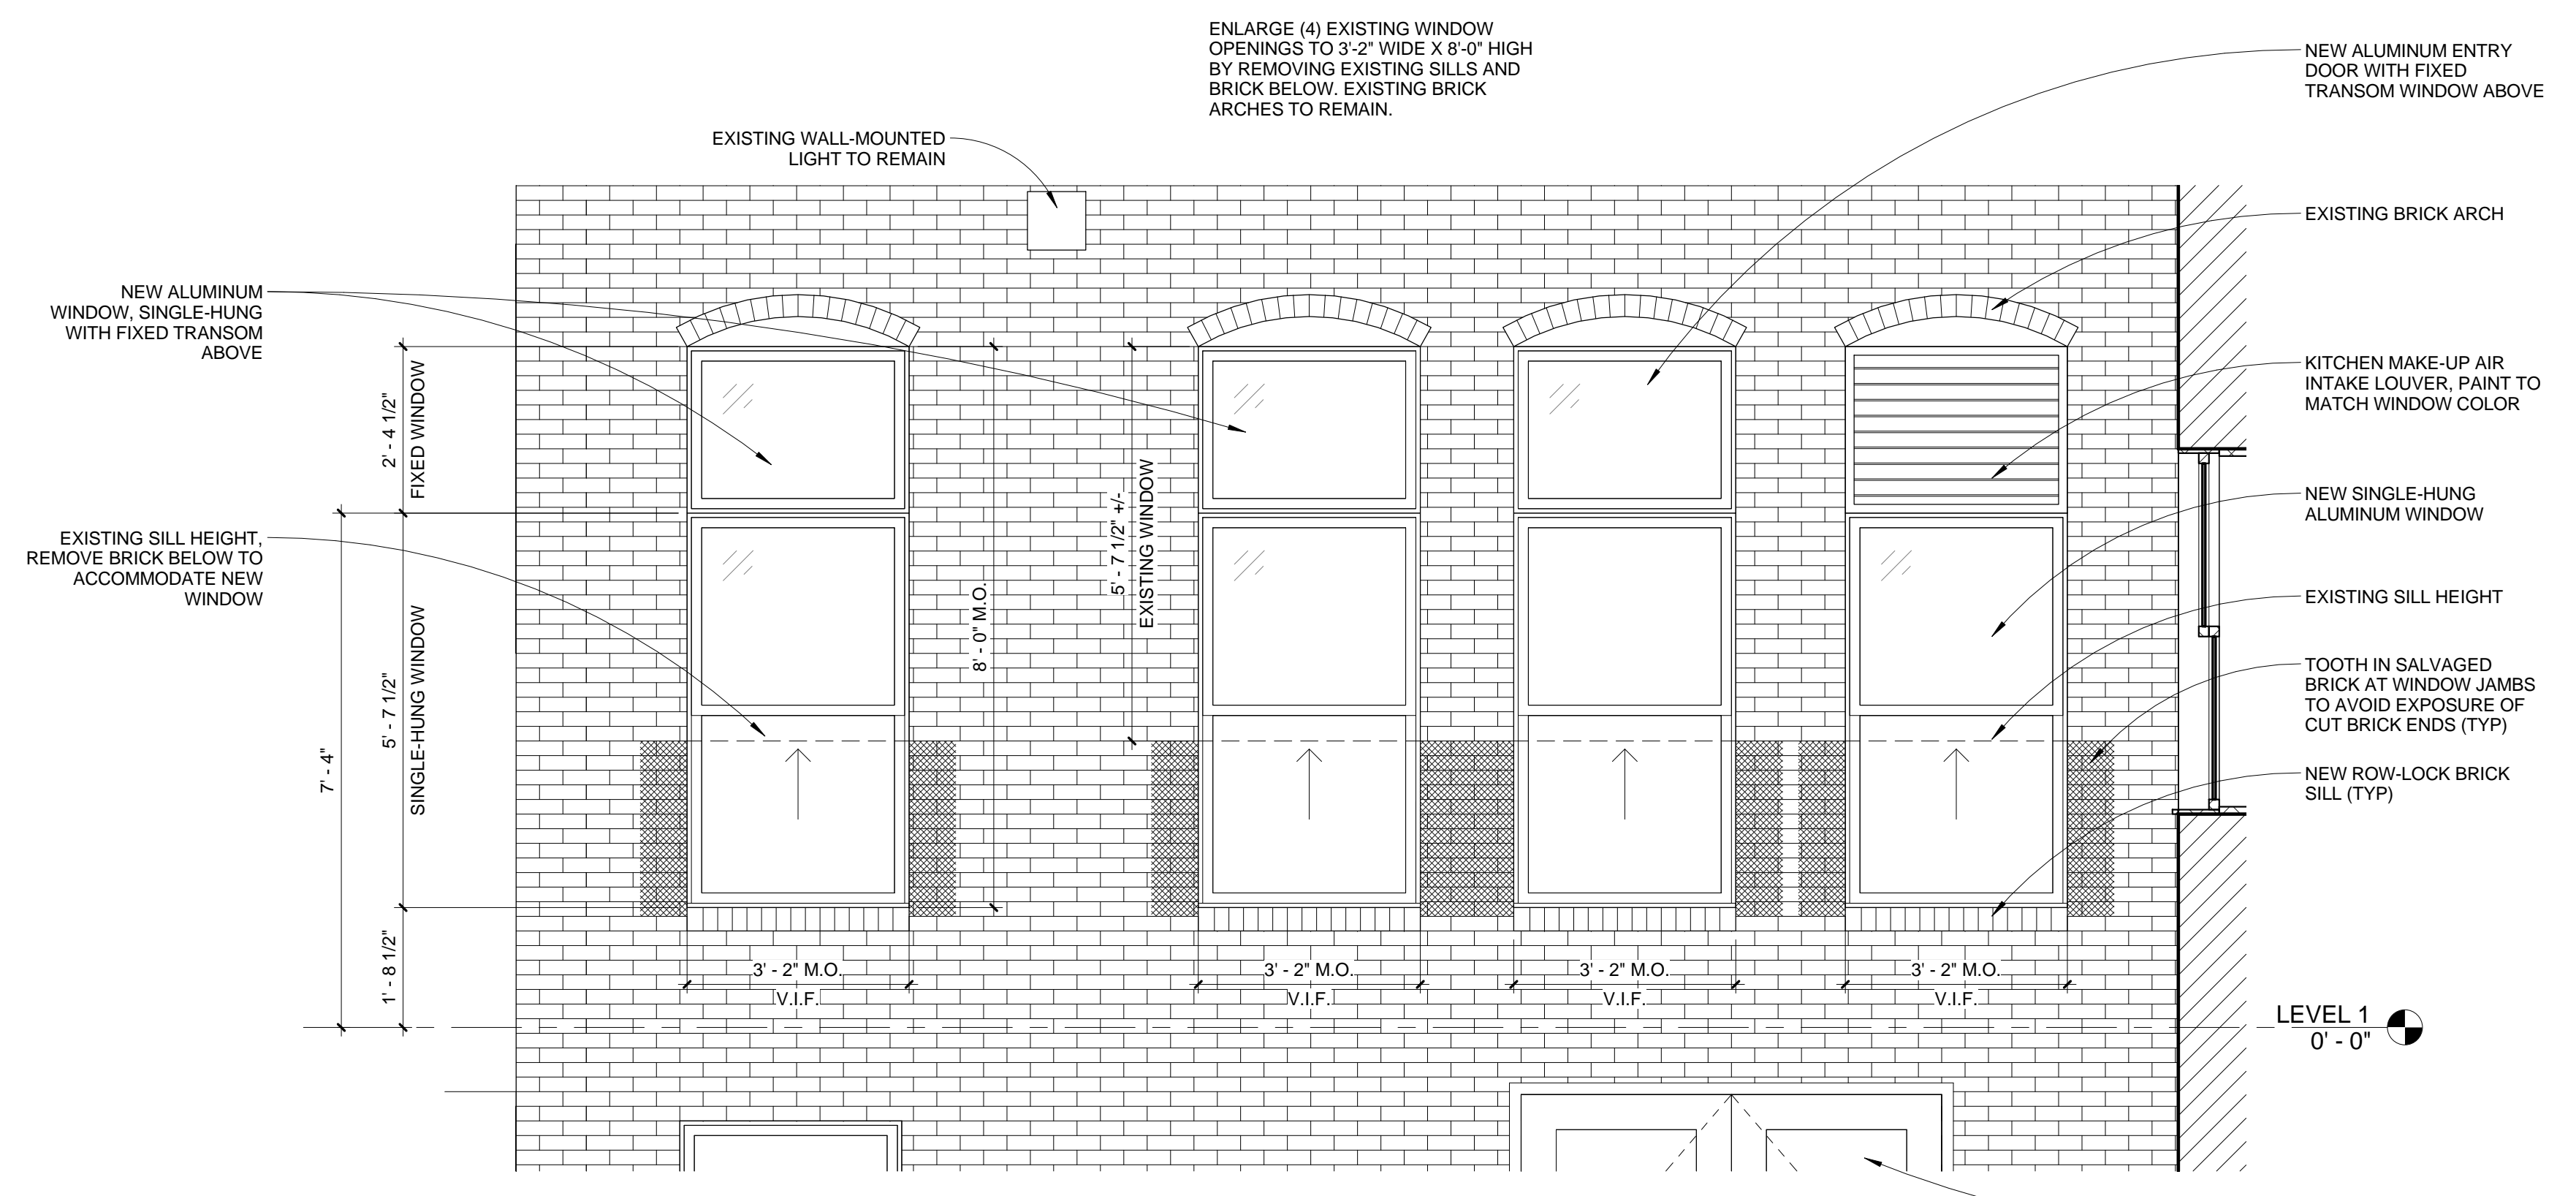 ENLARGE (4) EXISTING WINDOW
OPENINGS TO 3'-2" WIDE X 8'-0" HIGH
BY REMOVING EXISTING SILLS AND
BRICK BELOW. EXISTING BRICK
ARCHES TO REMAIN.
NEW ALUMINUM ENTRY
DOOR WITH FIXED
TRANSOM WINDOW ABOVE
EXISTING WALL-MOUNTED
LIGHT TO REMAIN
EXISTING BRICK ARCH
NEW ALUMINUM
WINDOW, SINGLE-HUNG
WITH FIXED TRANSOM
ABOVE
KITCHEN MAKE-UP AIR
INTAKE LOUVER, PAINT TO
MATCH WINDOW COLOR
2' - 4 1/2"
FIXED WINDOW
5' - 7 1/2" +/-
EXISTING WINDOW
NEW SINGLE-HUNG
ALUMINUM WINDOW
EXISTING SILL HEIGHT,
REMOVE BRICK BELOW TO
ACCOMMODATE NEW
WINDOW
8' - 0" M.O.
EXISTING SILL HEIGHT
5' - 7 1/2"
SINGLE-HUNG WINDOW
7' - 4"
TOOTH IN SALVAGED
BRICK AT WINDOW JAMBS
TO AVOID EXPOSURE OF
CUT BRICK ENDS (TYP)
NEW ROW-LOCK BRICK
SILL (TYP)
1' - 8 1/2"
3' - 2" M.O.
V.I.F.
3' - 2" M.O.
V.I.F.
3' - 2" M.O.
V.I.F.
3' - 2" M.O.
V.I.F.
LEVEL 1
0' - 0"